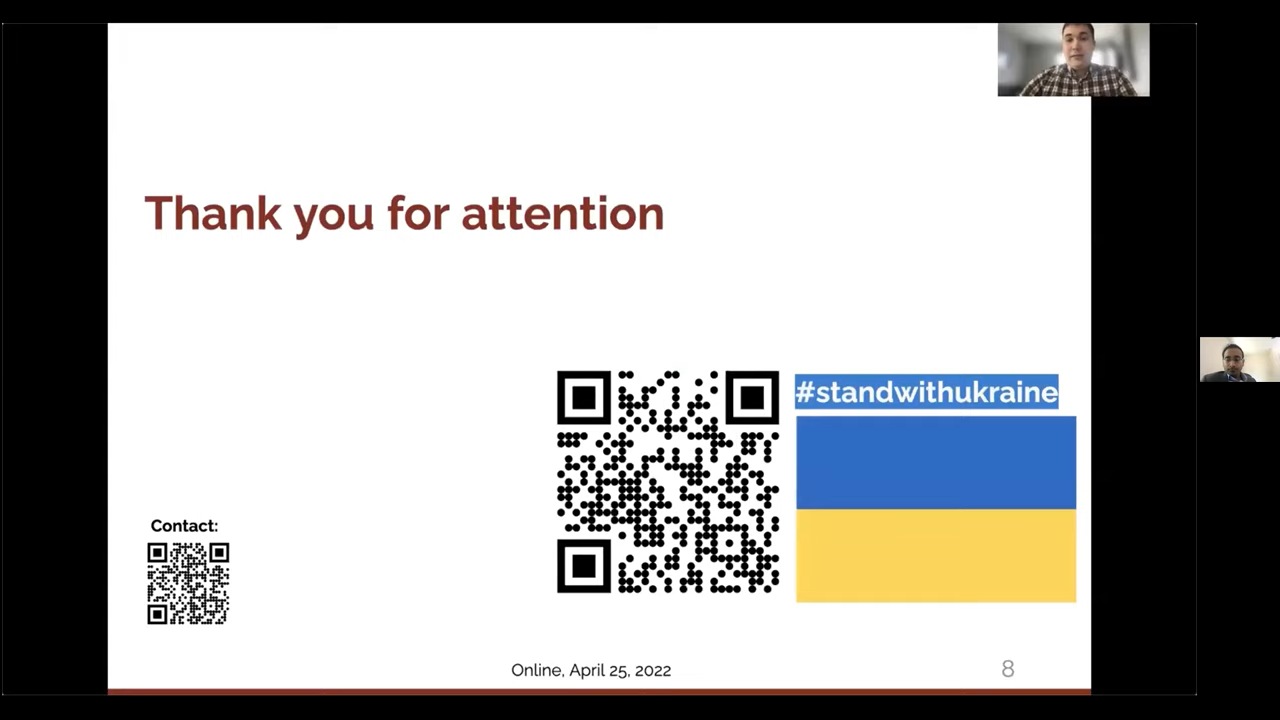 Thank you for attention
#standwithukraine
Contact:
Online, April 25, 2022
8